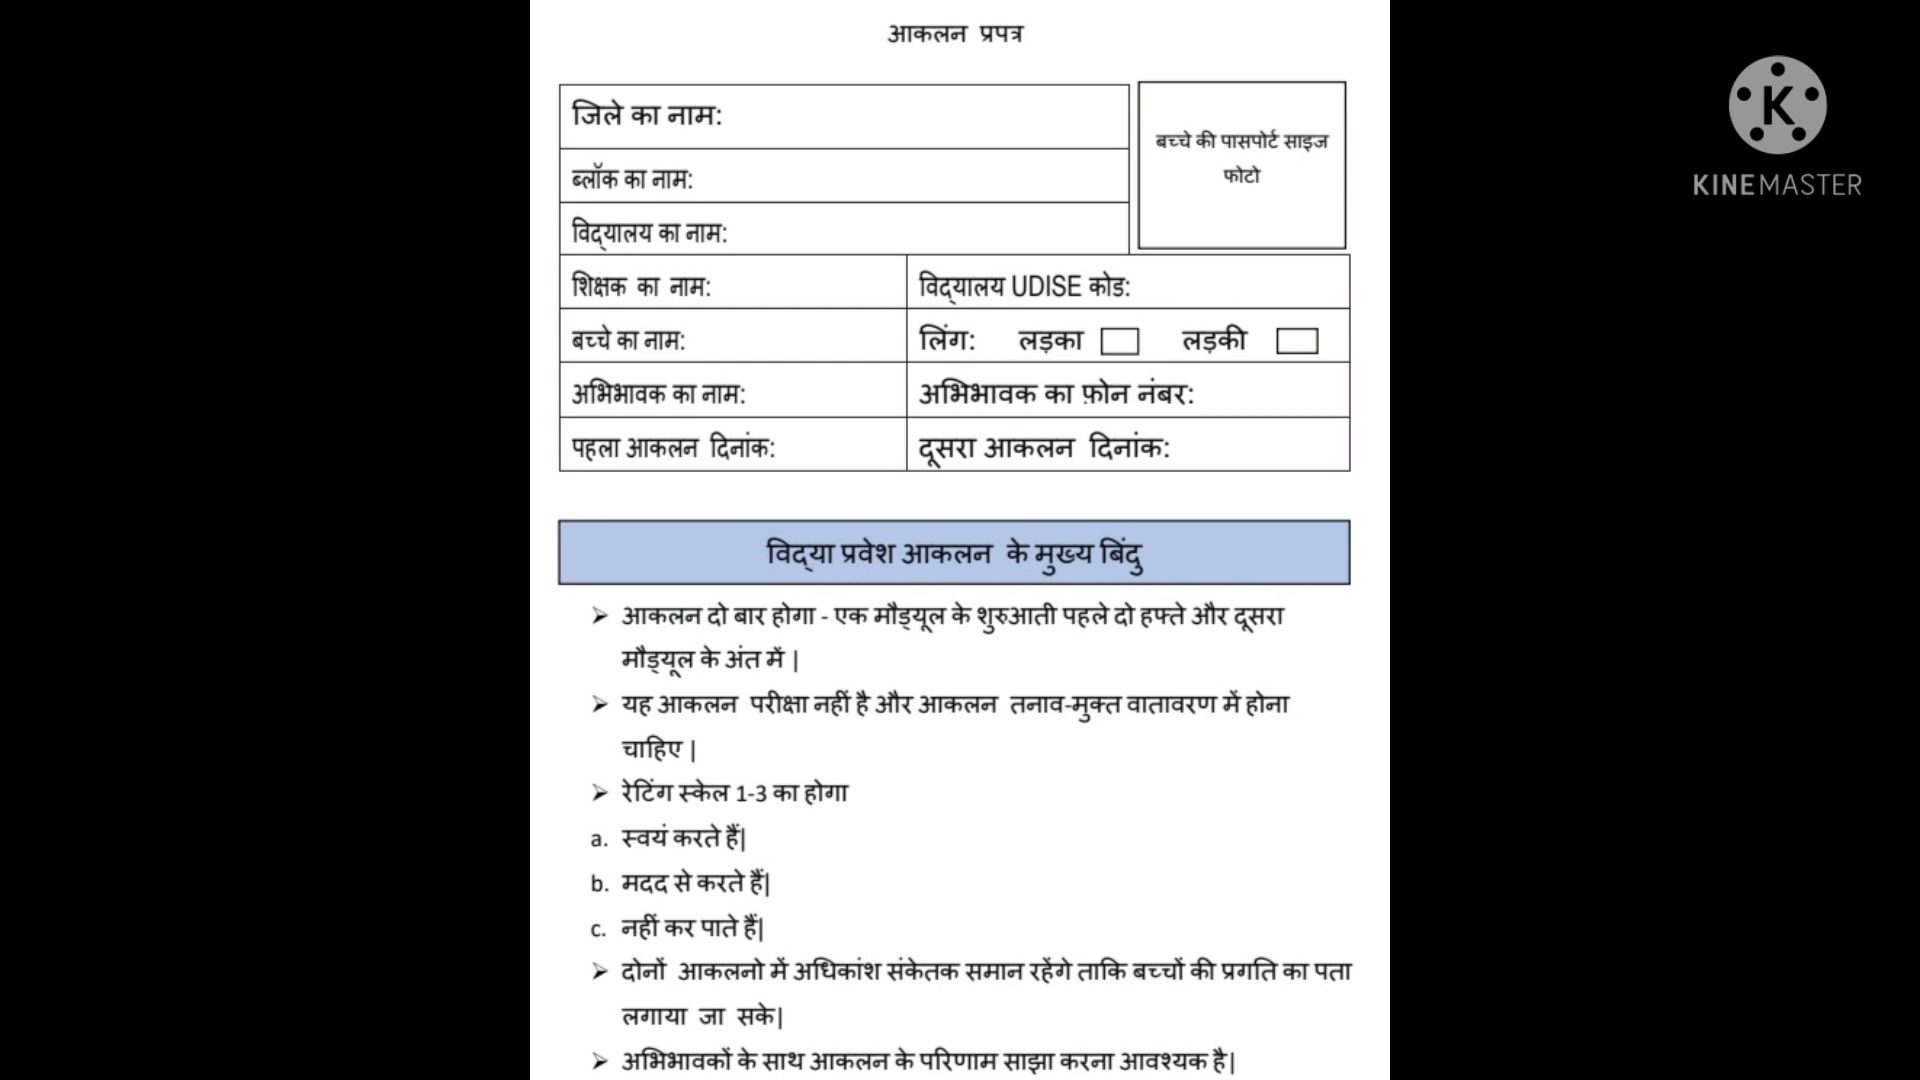 आकलन प्रपत्र
जिले का नाम:
बच्चे की पासपोर्ट साइज
फोटो
ब्लॉक का नाम:
विद्यालय का नाम:
शिक्षक का नाम: विद्यालय UDISE कोड:
बच्चे का नाम: लिंग: लड़का लड़की
अभिभावक का नाम: अभिभावक का फ़ोन नंबर:
पहला आकलन दिनांक: दूसरा आकलन दिनांक:
विद्या प्रवेश आकलन के मुख्य बिंदु
➢ आकलन दो बार होगा - एक मौड्यूल के शुरुआती पहले दो हफ्ते और दूसरा
मौड्यूल के अंत में |
➢ यह आकलन परीक्षा नहीं है और आकलन तनाव-मुक्त वातावरण में होना
चाहिए |
➢ रेटिंग स्केल 1-3 का होगा
a. स्वयं करते हैं|
b. मदद से करते हैं|
c. नहीं कर पाते हैं|
➢ दोनों आकलनो में अधिकांश संकेतक समान रहेंगे ताकि बच्चों की प्रगति का पता
लगाया जा सके|
➢ अभिभावकों के साथ आकलन के परिणाम साझा करना आवश्यक है|
K
KINEMASTER